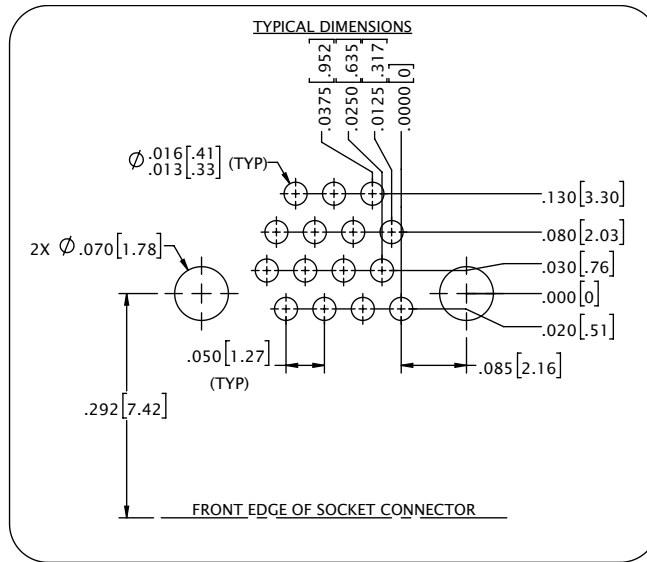 TYPICAL DIMENSIONS
.0375 [.952]
.0250 [.635]
.0125 [.317]
.0000 [0]
Ø .016[.41]
.013[.33] (TYP)
.130[3.30]
2X Ø .070[1.78]
.080[2.03]
.030[.76]
.000[0]
.020[.51]
.050[1.27]
(TYP)
.085[2.16]
.292[7.42]
FRONT EDGE OF SOCKET CONNECTOR